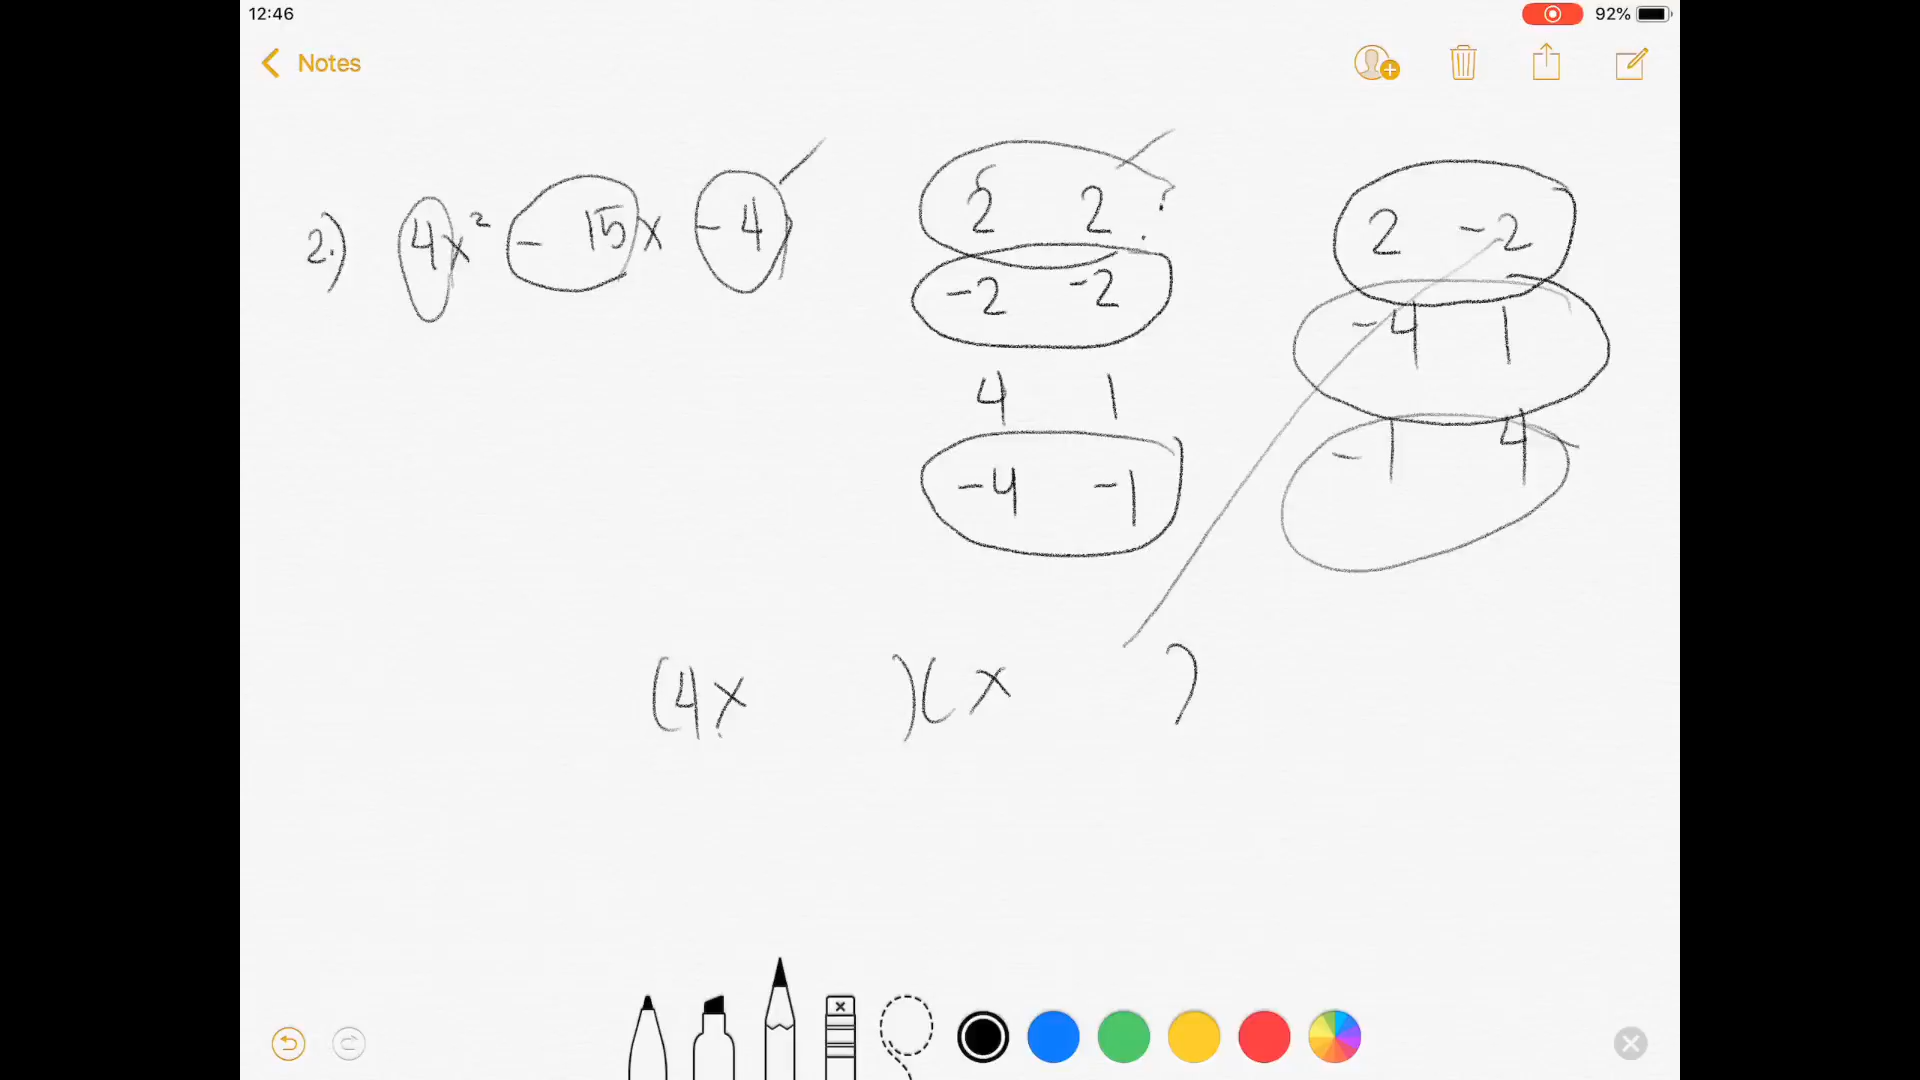 12:46
92%
Notes
2.) 4x² - 15x - 4
2 2 ?
-2 -2
4 1
-4 -1
2 -2
-4 1
-1 4
(4x )(x )